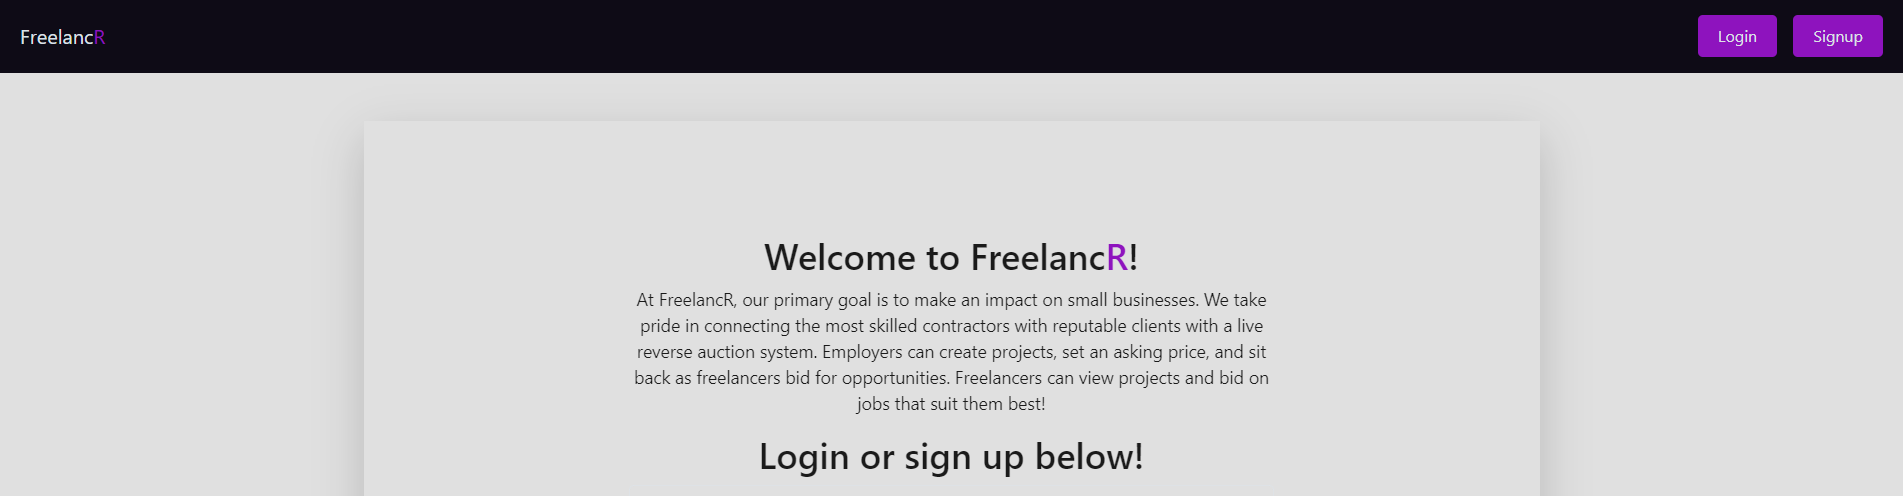 FreelancR
Login
Signup
Welcome to FreelancR!
At FreelancR, our primary goal is to make an impact on small businesses. We take
pride in connecting the most skilled contractors with reputable clients with a live
reverse auction system. Employers can create projects, set an asking price, and sit
back as freelancers bid for opportunities. Freelancers can view projects and bid on
jobs that suit them best!
Login or sign up below!